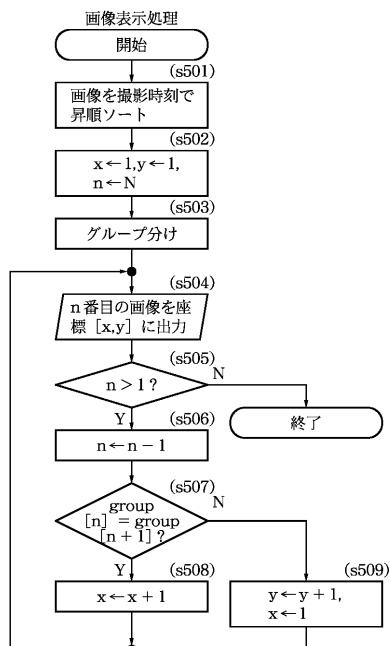 画像表示処理
開始
(s501)
画像を撮影時刻で
昇順ソート
(s502)
x←1,y←1,
n←N
(s503)
グループ分け
(s504)
n番目の画像を座
標［x,y］に出力
(s505)
n＞1？
N
Y
(s506)
終了
n←n－1
(s507)
N
group
［n］＝group
［n＋1］？
Y
(s508)
(s509)
x←x＋1
y←y＋1,
x←1